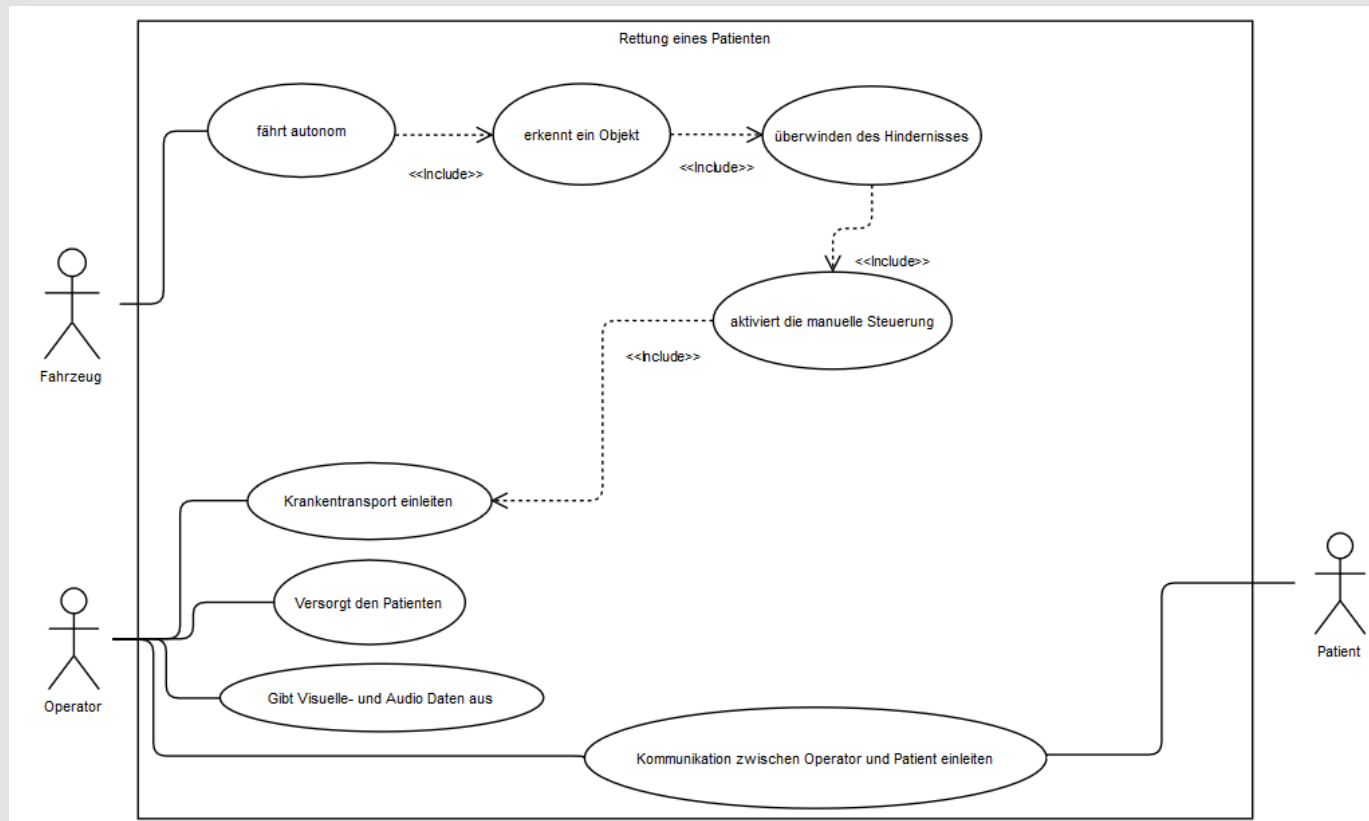 Rettung eines Patienten
fährt autonom
erkennt ein Objekt
überwinden des Hindernisses
<<Include>>
<<Include>>
<<Include>>
aktiviert die manuelle Steuerung
<<Include>>
Fahrzeug
Krankentransport einleiten
Versorgt den Patienten
Patient
Gibt Visuelle- und Audio Daten aus
Operator
Kommunikation zwischen Operator und Patient einleiten